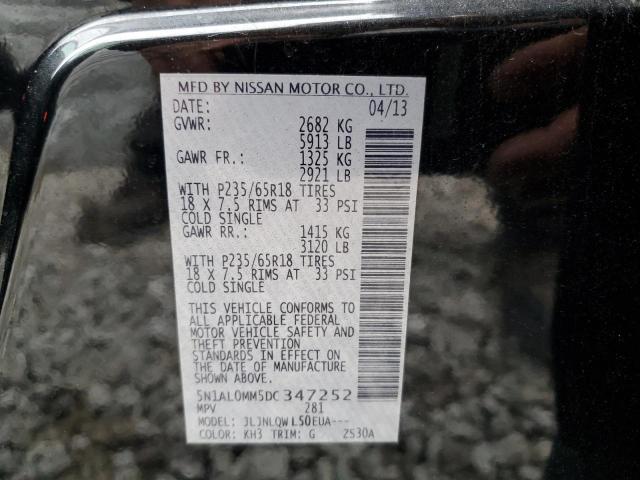 MFD BY NISSAN MOTOR CO., LTD.
DATE: 04/13
GVWR: 2682 KG
5913 LB
GAWR FR.: 1325 KG
2921 LB
WITH P235/65R18 TIRES
18 X 7.5 RIMS AT 33 PSI
COLD SINGLE
GAWR RR.: 1415 KG
3120 LB
WITH P235/65R18 TIRES
18 X 7.5 RIMS AT 33 PSI
COLD SINGLE
THIS VEHICLE CONFORMS TO
ALL APPLICABLE FEDERAL
MOTOR VEHICLE SAFETY AND
THEFT PREVENTION
STANDARDS IN EFFECT ON
THE DATE OF MANUFACTURE
SHOWN ABOVE.
5N1AL0MM5DC347252
MPV 281
MODEL: JLJNLQWL50EUA---
COLOR: KH3 TRIM: G ZS30A